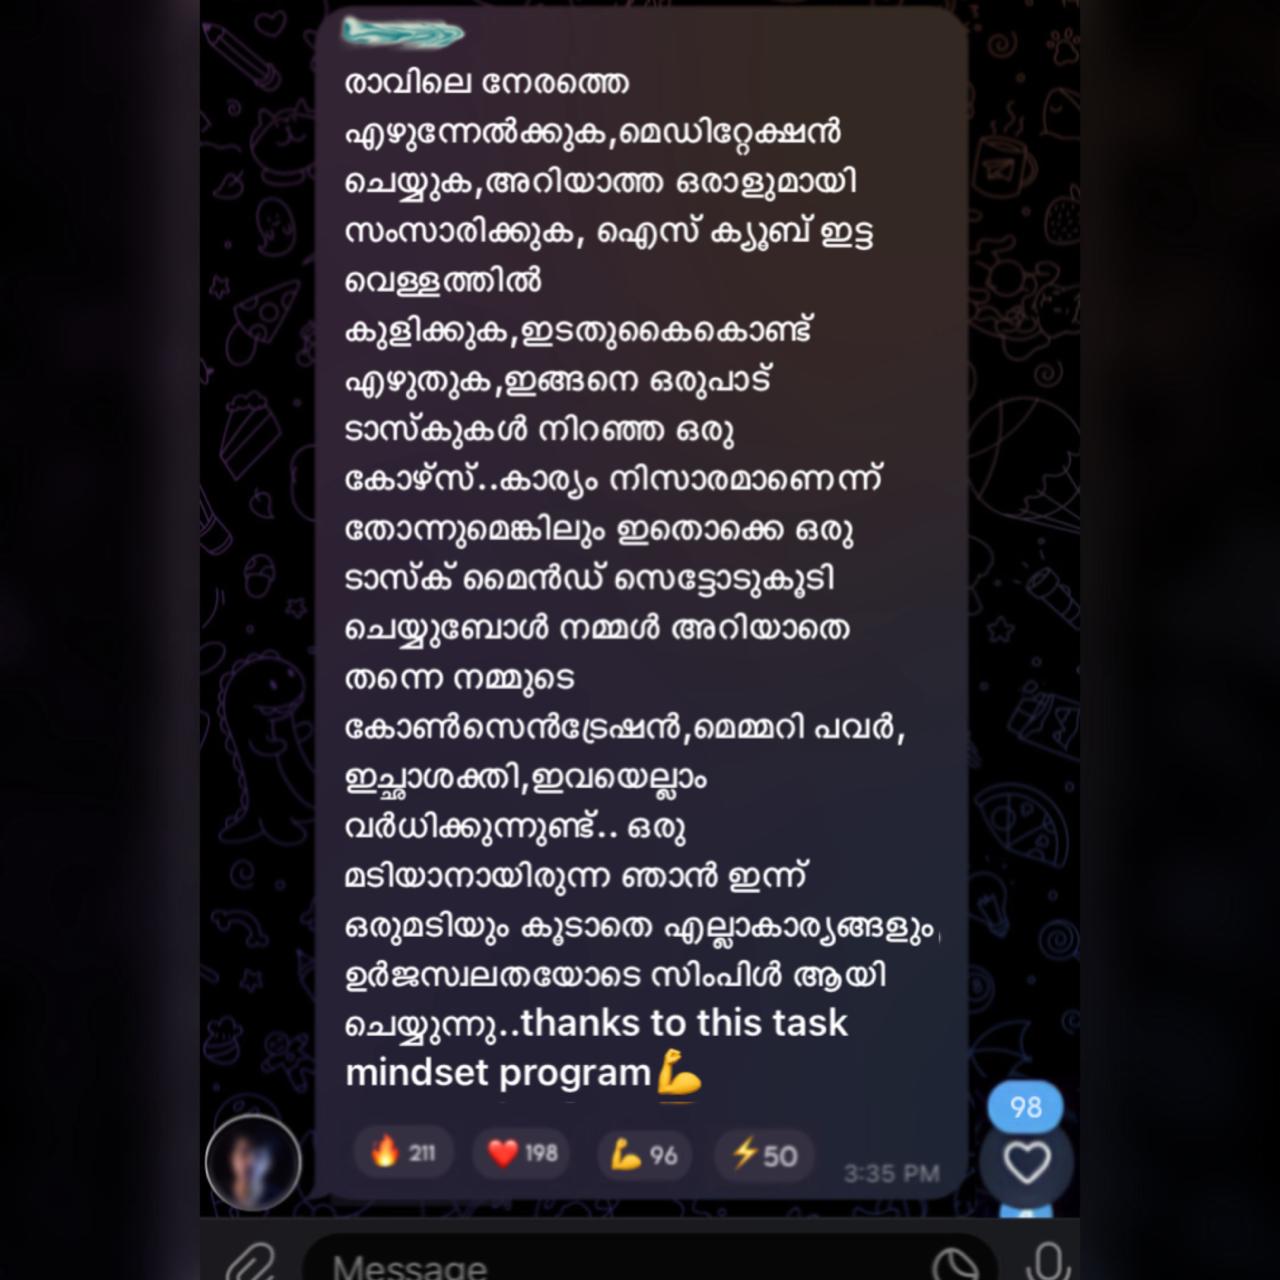 രാവിലെ നേരത്തെ
എഴുന്നേൽക്കുക,മെഡിറ്റേക്ഷൻ
ചെയ്യുക,അറിയാത്ത ഒരാളുമായി
സംസാരിക്കുക, ഐസ് ക്യൂബ് ഇട്ട
വെള്ളത്തിൽ
കുളിക്കുക,ഇടതുകൈകൊണ്ട്
എഴുതുക,ഇങ്ങനെ ഒരുപാട്
ടാസ്കുകൾ നിറഞ്ഞ ഒരു
കോഴ്സ്..കാര്യം നിസാരമാണെന്ന്
തോന്നുമെങ്കിലും ഇതൊക്കെ ഒരു
ടാസ്ക് മൈൻഡ് സെട്ടോടുകൂടി
ചെയ്യുബോൾ നമ്മൾ അറിയാതെ
തന്നെ നമ്മുടെ
കോൺസെൻട്രേഷൻ,മെമ്മറി പവർ,
ഇച്ഛാശക്തി,ഇവയെല്ലാം
വർധിക്കുന്നുണ്ട്.. ഒരു
മടിയാനായിരുന്ന ഞാൻ ഇന്ന്
ഒരുമടിയും കൂടാതെ എല്ലാകാര്യങ്ങളും,
ഉർജസ്വലതയോടെ സിംപിൾ ആയി
ചെയ്യുന്നു..thanks to this task
mindset program💪
🔥 211 ❤️ 198 💪 96 ⚡50 3:35 PM
98
Message